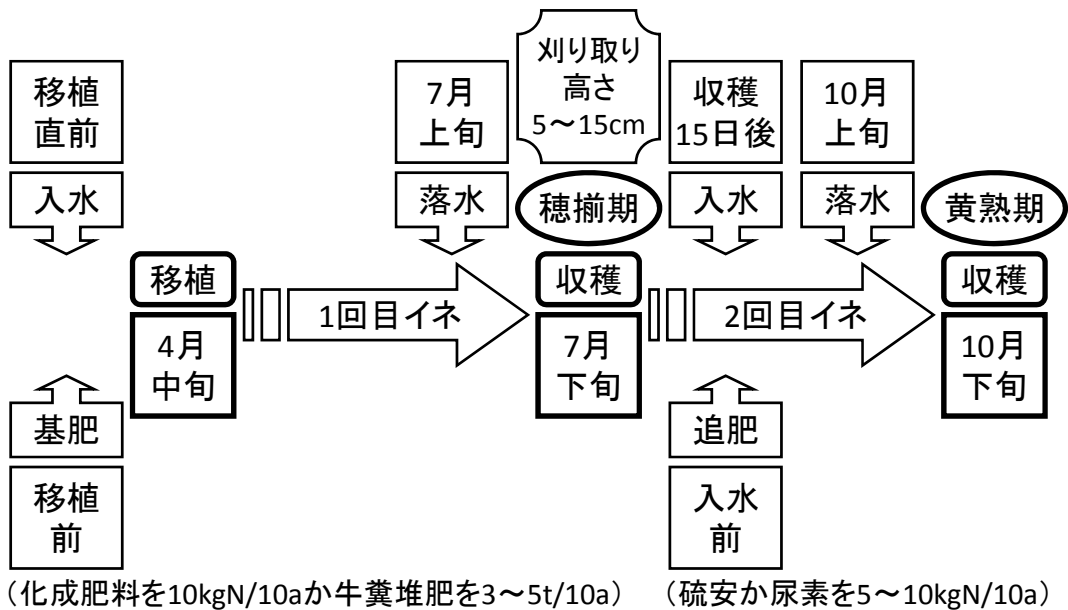 移植
直前
7月
上旬
刈り取り
高さ
5～15cm
収穫
15日後
10月
上旬
入水
落水
穂揃期
入水
落水
黄熟期
移植
1回目イネ
収穫
2回目イネ
収穫
4月
中旬
7月
下旬
10月
下旬
基肥
追肥
移植
前
入水
前
（化成肥料を10kgN/10aか牛糞堆肥を3～5t/10a）
（硫安か尿素を5～10kgN/10a）